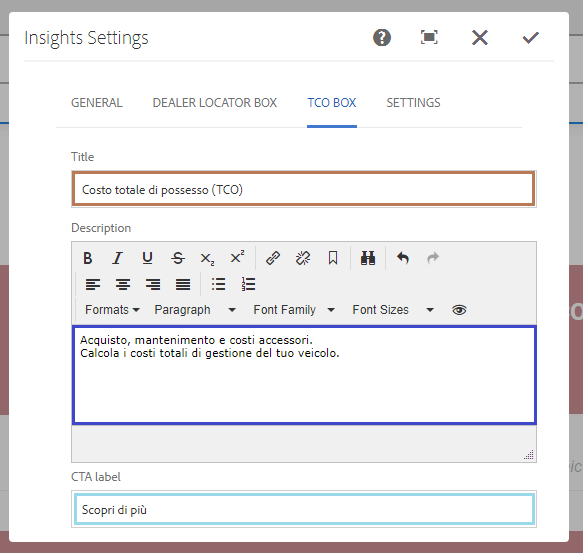 Insights Settings
GENERAL DEALER LOCATOR BOX TCO BOX SETTINGS
Title
Costo totale di possesso (TCO)
Description
B I U S x₂ x²
Formats Paragraph Font Family Font Sizes
Acquisto, mantenimento e costi accessori.
Calcola i costi totali di gestione del tuo veicolo.
CTA label
Scopri di più